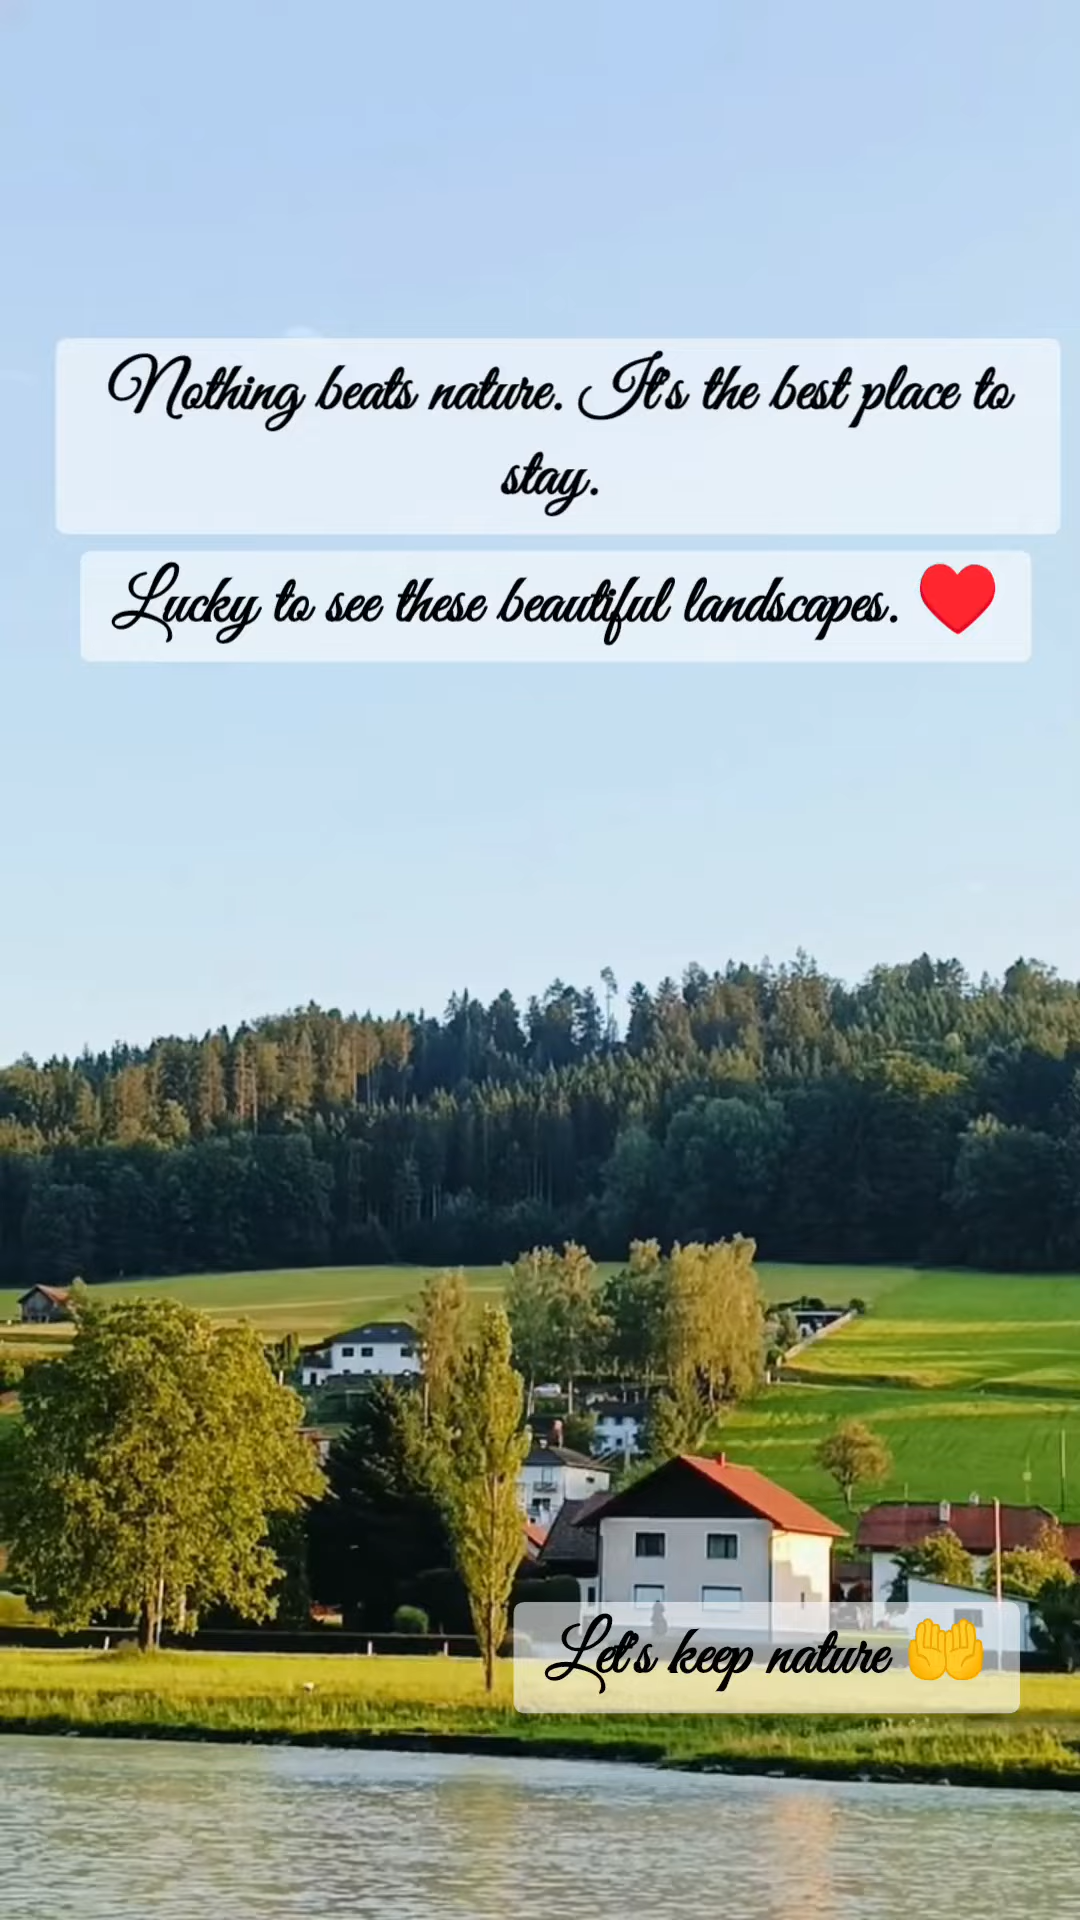 Nothing beats nature. It's the best place to
stay.
Lucky to see these beautiful landscapes. ❤️
Let's keep nature 🤲